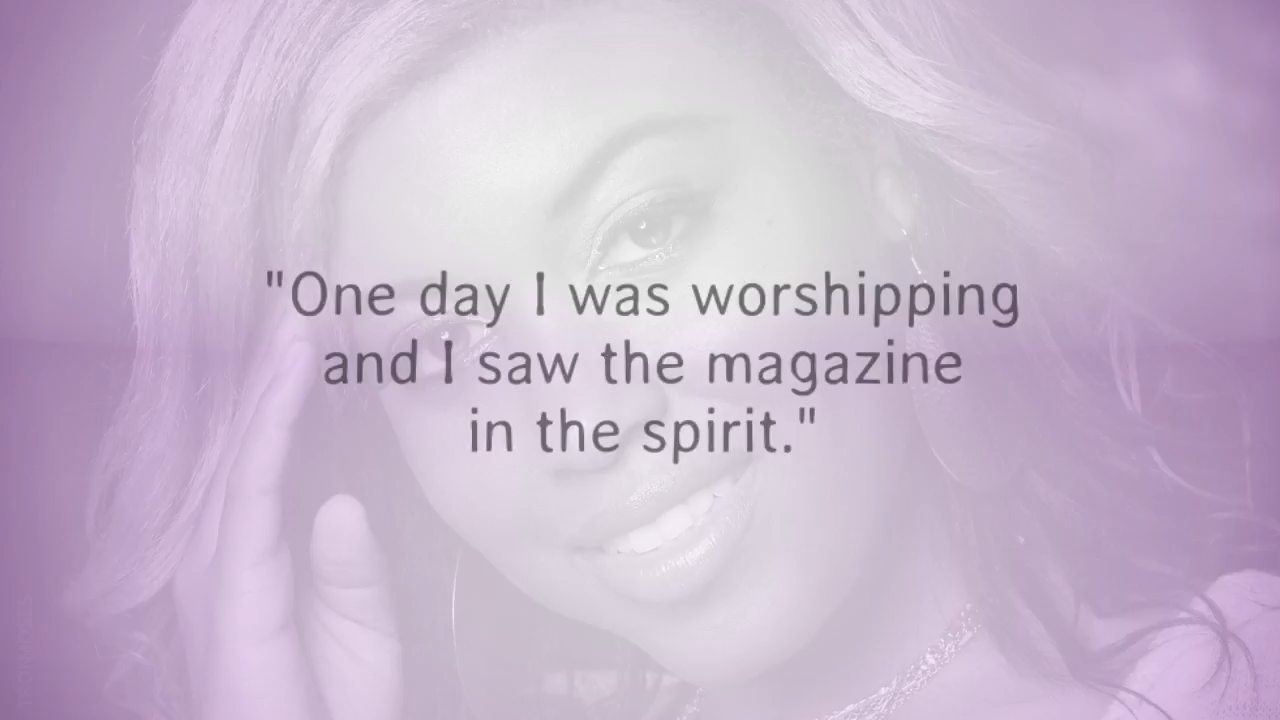 "One day I was worshipping
and I saw the magazine
in the spirit."